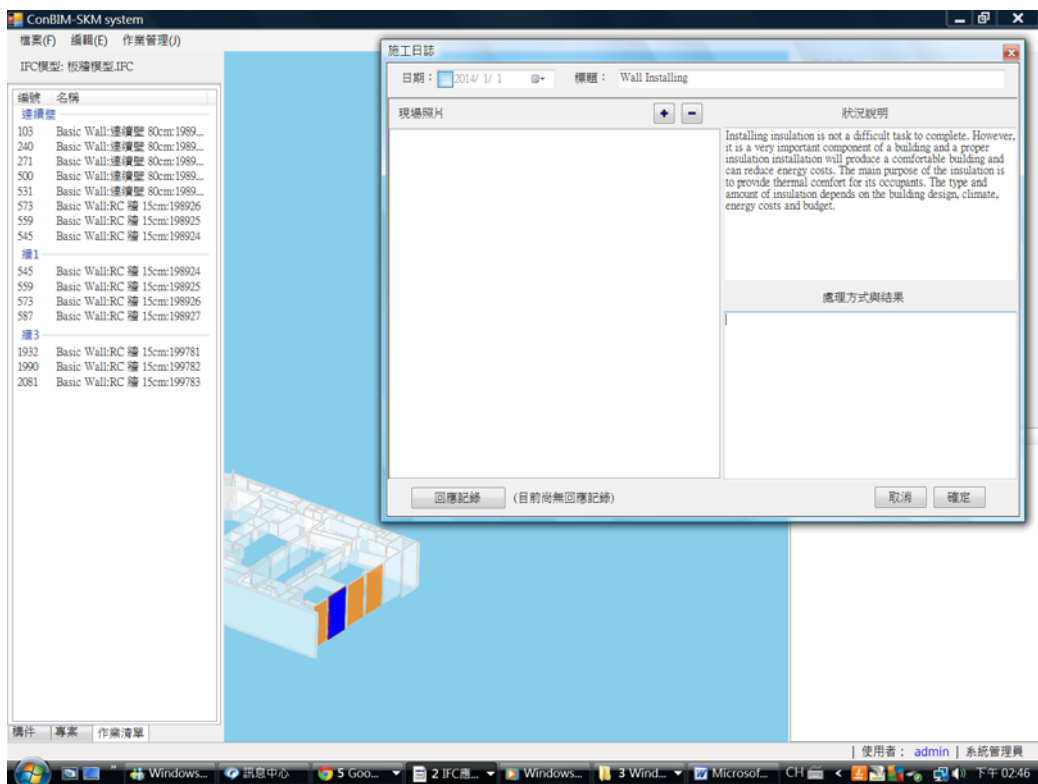 ConBIM-SKM system
檔案(F) 編輯(E) 作業管理(J)
IFC模型: 板牆模型.IFC
編號 名稱
連續壁
103 Basic Wall:連續壁 80cm:1989...
240 Basic Wall:連續壁 80cm:1989...
271 Basic Wall:連續壁 80cm:1989...
500 Basic Wall:連續壁 80cm:1989...
531 Basic Wall:連續壁 80cm:1989...
573 Basic Wall:RC 牆 15cm:198926
559 Basic Wall:RC 牆 15cm:198925
545 Basic Wall:RC 牆 15cm:198924
牆1
545 Basic Wall:RC 牆 15cm:198924
559 Basic Wall:RC 牆 15cm:198925
573 Basic Wall:RC 牆 15cm:198926
587 Basic Wall:RC 牆 15cm:198927
牆3
1932 Basic Wall:RC 牆 15cm:199781
1990 Basic Wall:RC 牆 15cm:199782
2081 Basic Wall:RC 牆 15cm:199783
構件 專案 作業清單
施工日誌
日期： 2014/ 1/ 1 標題： Wall Installing
現場照片 + -
狀況說明
Installing insulation is not a difficult task to complete. However,
it is a very important component of a building and a proper
insulation installation will produce a comfortable building and
can reduce energy costs. The main purpose of the insulation is
to provide thermal comfort for its occupants. The type and
amount of insulation depends on the building design, climate,
energy costs and budget.
處理方式與結果
回應記錄 (目前尚無回應記錄)
取消 確定
使用者： admin | 系統管理員
Windows... 訊息中心 5 Goo... 2 IFC應... Windows... 3 Wind... Microsof... CH 下午 02:46